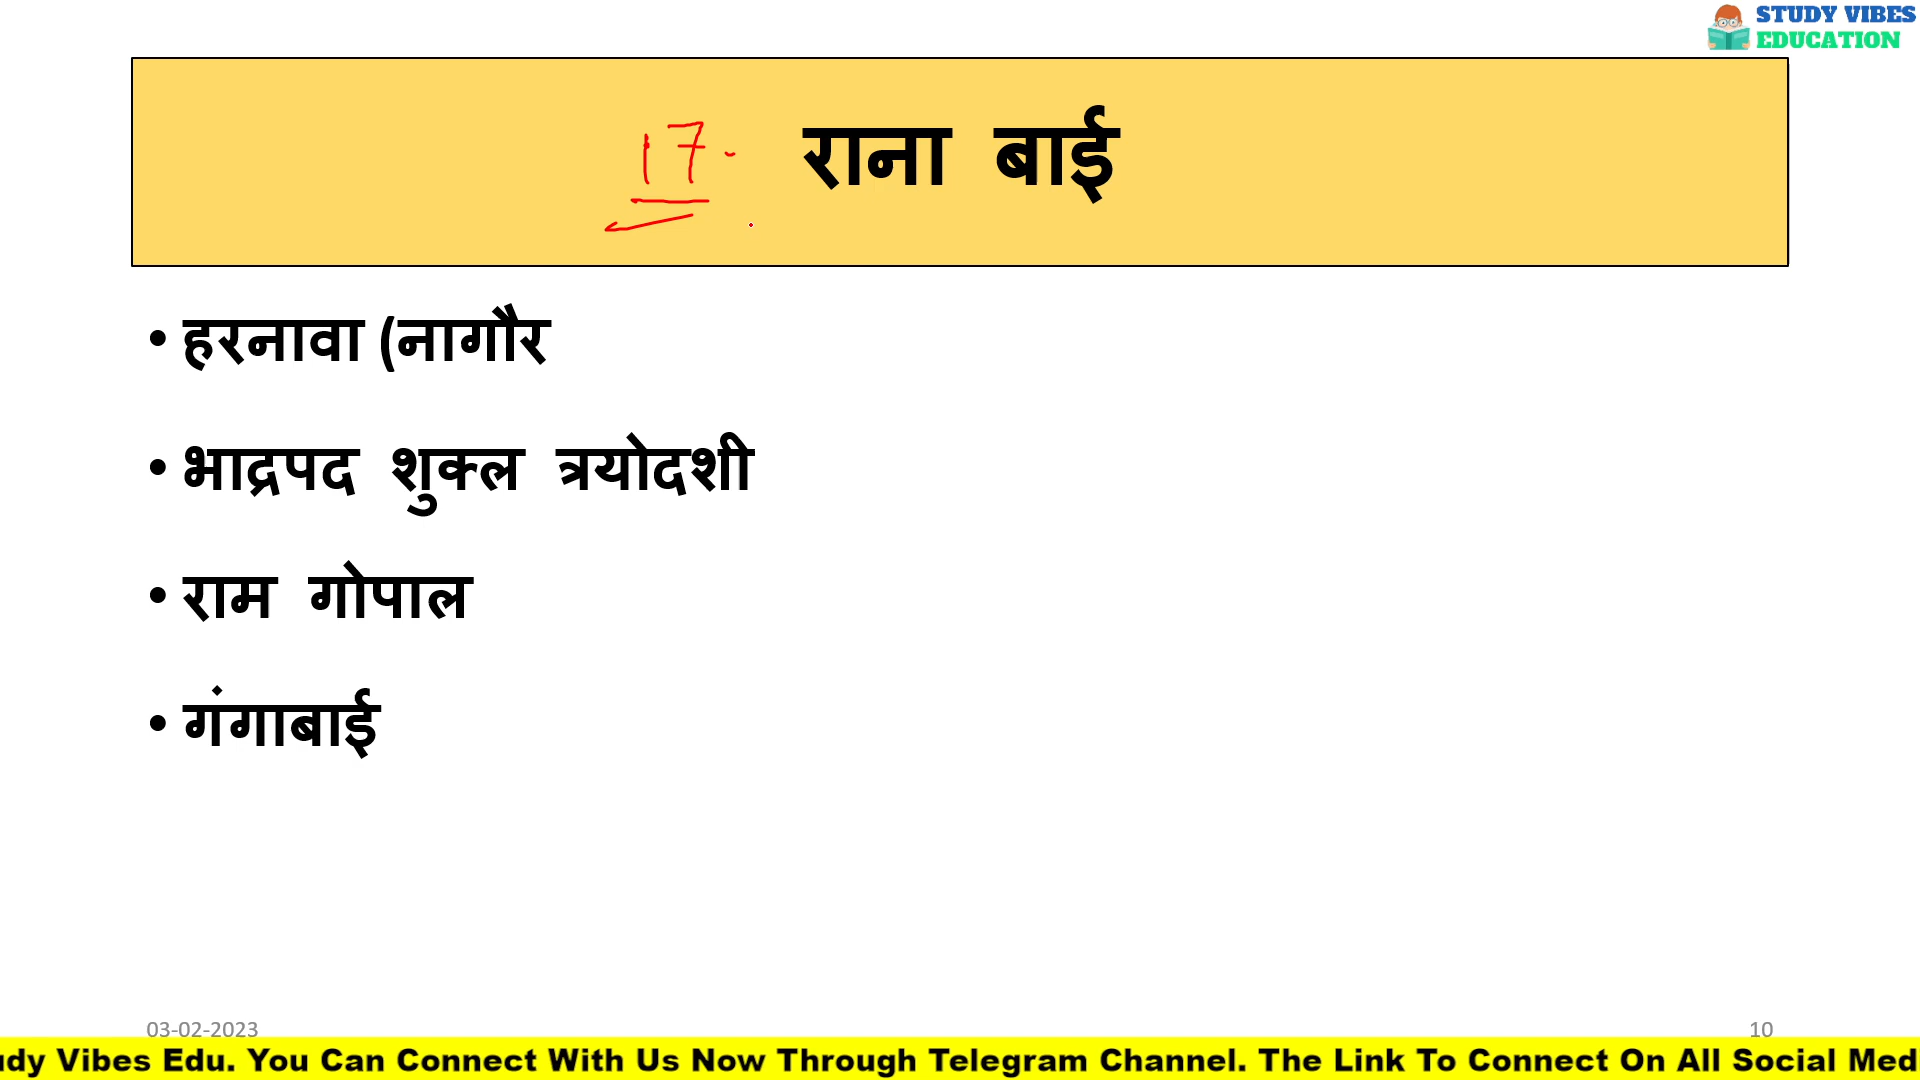 STUDY VIBES
EDUCATION
17- राना बाई
• हरनावा (नागौर
• भाद्रपद शुक्ल त्रयोदशी
• राम गोपाल
• गंगाबाई
03-02-2023
10
udy Vibes Edu. You Can Connect With Us Now Through Telegram Channel. The Link To Connect On All Social Med